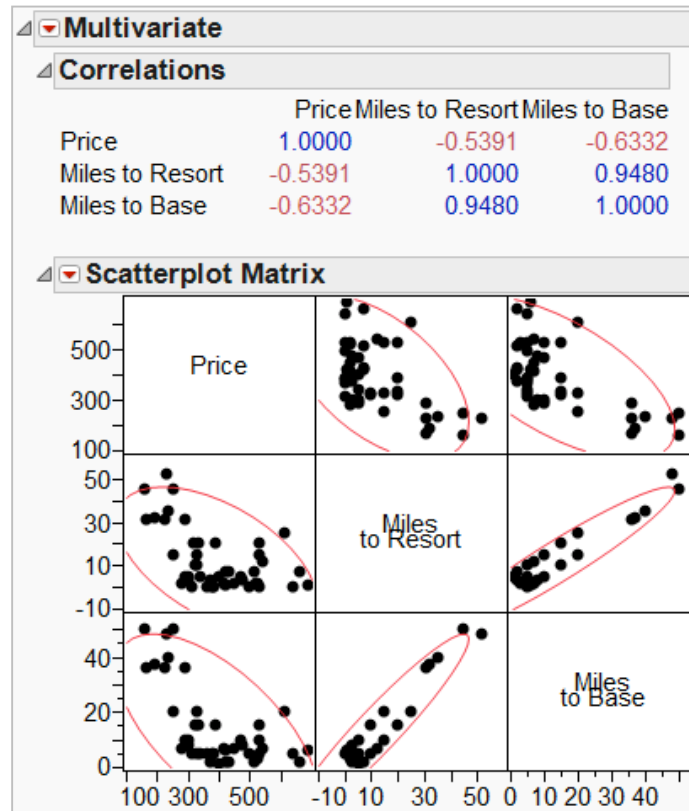 Multivariate
Correlations
Price Miles to Resort Miles to Base
Price 1.0000 -0.5391 -0.6332
Miles to Resort -0.5391 1.0000 0.9480
Miles to Base -0.6332 0.9480 1.0000
Scatterplot Matrix
500
300
100
Price
50
30
10
-10
Miles
to Resort
40
20
0
Miles
to Base
100 300 500 -10 10 30 50 0 10 20 30 40